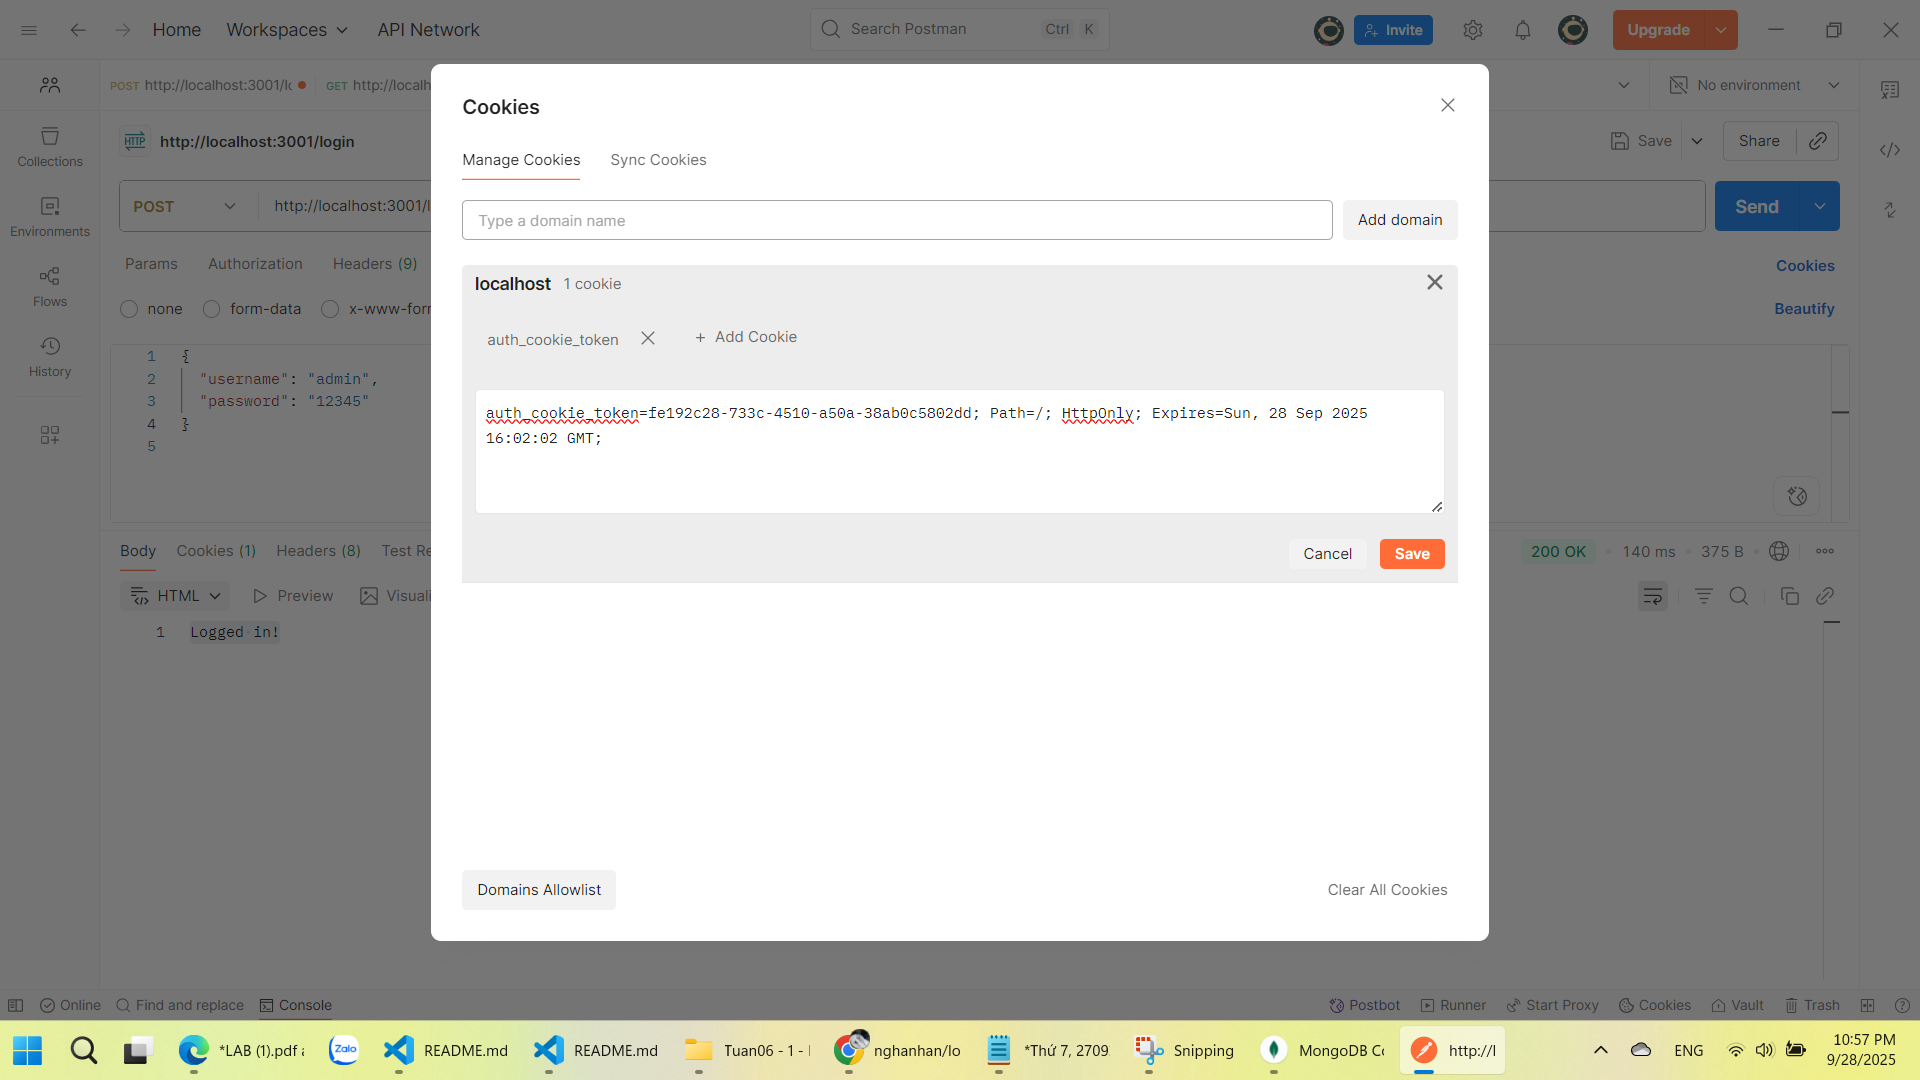 Home
Workspaces
API Network
Search Postman
Ctrl K
Invite
Upgrade
POST http://localhost:3001/lo
GET http://localh
No environment
Collections
Environments
Flows
History
HTTP http://localhost:3001/login
Save
Share
POST
http://localhost:3001/l
Send
Params
Authorization
Headers (9)
Cookies
none
form-data
x-www-forr
Beautify
1 {
2 "username": "admin",
3 "password": "12345"
4 }
5
Cookies
Manage Cookies
Sync Cookies
Type a domain name
Add domain
localhost 1 cookie
auth_cookie_token
+ Add Cookie
auth_cookie_token=fe192c28-733c-4510-a50a-38ab0c5802dd; Path=/; HttpOnly; Expires=Sun, 28 Sep 2025
16:02:02 GMT;
Cancel
Save
Domains Allowlist
Clear All Cookies
Body
Cookies (1)
Headers (8)
Test Re
200 OK
140 ms
375 B
HTML
Preview
Visuali
1 Logged in!
Online
Find and replace
Console
Postbot
Runner
Start Proxy
Cookies
Vault
Trash
*LAB (1).pdf a
Zalo
README.md
README.md
Tuan06 - 1 -
nghanhan/lo
*Thứ 7, 2709
Snipping
MongoDB Co
http://l
ENG
10:57 PM
9/28/2025